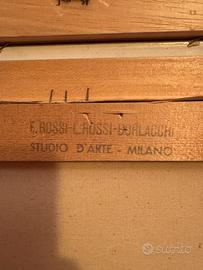 F. ROSSI - L. ROSSI - DORLACCHI
STUDIO D'ARTE - MILANO
subito